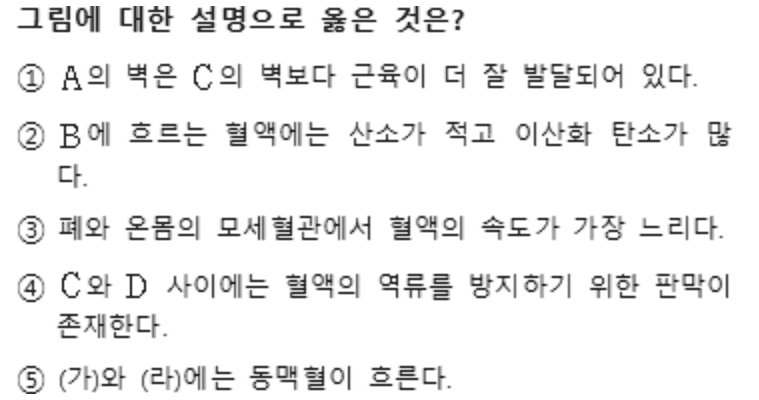 그림에 대한 설명으로 옳은 것은?
① A의 벽은 C의 벽보다 근육이 더 잘 발달되어 있다.
② B에 흐르는 혈액에는 산소가 적고 이산화 탄소가 많
다.
③ 폐와 온몸의 모세혈관에서 혈액의 속도가 가장 느리다.
④ C와 D 사이에는 혈액의 역류를 방지하기 위한 판막이
존재한다.
⑤ (가)와 (라)에는 동맥혈이 흐른다.